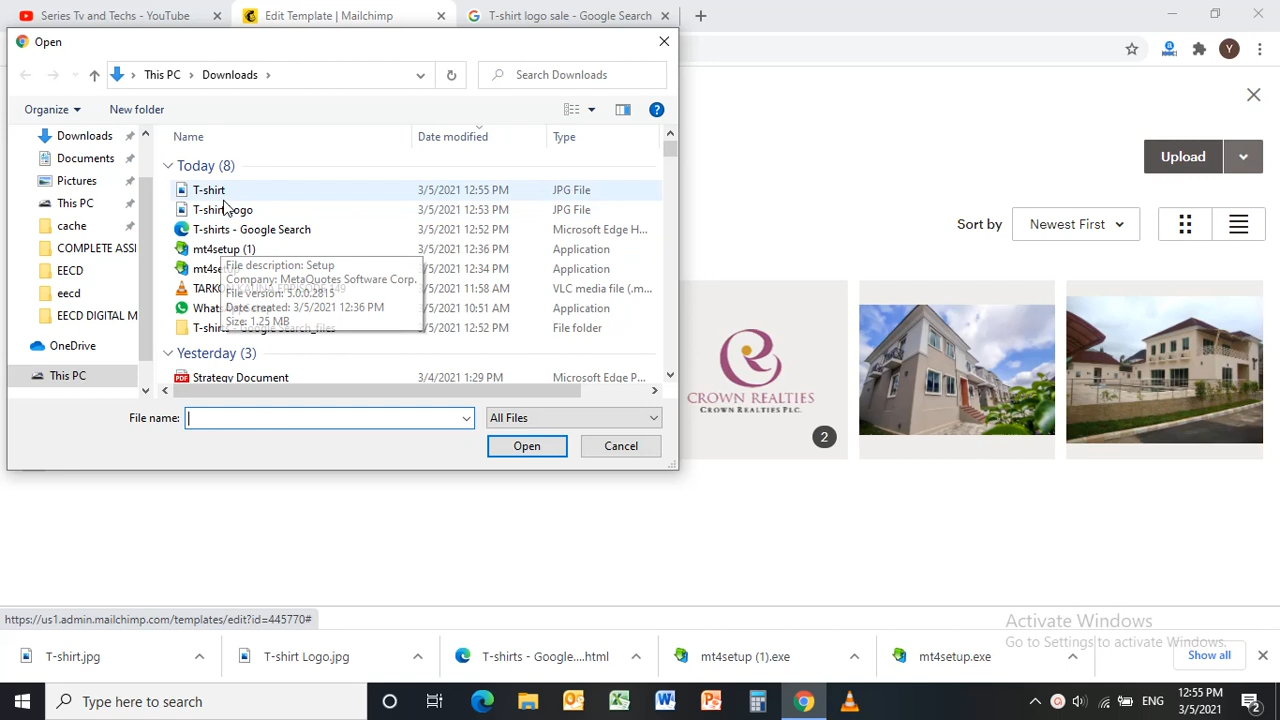 Series Tv and Techs - YouTube
Edit Template | Mailchimp
T-shirt logo sale - Google Search
Open
This PC
Downloads
Search Downloads
Y
Organize
New folder
Name
Date modified
Type
Downloads
Documents
Pictures
This PC
cache
COMPLETE ASSI
EECD
eecd
EECD DIGITAL M
OneDrive
This PC
Today (8)
T-shirt 3/5/2021 12:55 PM JPG File
T-shirt Logo 3/5/2021 12:53 PM JPG File
T-shirts - Google Search 3/5/2021 12:52 PM Microsoft Edge H...
mt4setup (1) 3/5/2021 12:36 PM Application
3/5/2021 12:34 PM Application
3/5/2021 11:58 AM VLC media file (.m...
3/5/2021 10:51 AM Application
3/5/2021 12:52 PM File folder
File description: Setup
Company: MetaQuotes Software Corp.
File version: 5.0.0.2815
Date created: 3/5/2021 12:36 PM
Size: 1.25 MB
Yesterday (3)
Strategy Document 3/4/2021 1:29 PM Microsoft Edge P...
File name:
All Files
Open
Cancel
Upload
Sort by
Newest First
CROWN REALTIES
CROWN REALTIES PLC.
2
https://us1.admin.mailchimp.com/templates/edit?id=445770#
Activate Windows
Go to Settings to activate Windows.
T-shirt.jpg
T-shirt Logo.jpg
T-shirts - Google....html
mt4setup (1).exe
mt4setup.exe
Show all
Type here to search
ENG
12:55 PM
3/5/2021
2